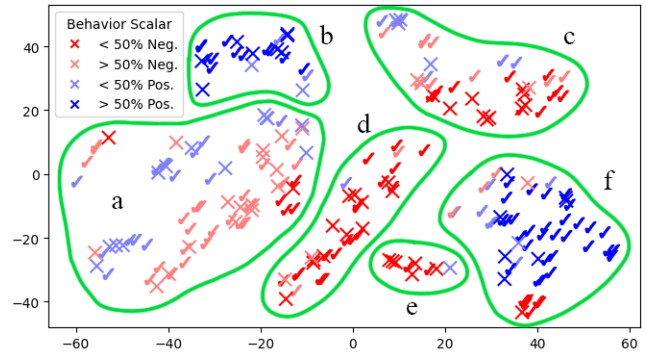 Behavior Scalar
< 50% Neg.
> 50% Neg.
< 50% Pos.
> 50% Pos.
a
b
c
d
e
f
40
20
0
−20
−40
−60 −40 −20 0 20 40 60